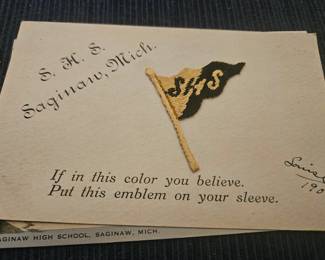 S. H. S.
Saginaw, Mich.
SHS
If in this color you believe.
Put this emblem on your sleeve.
190
AGINAW HIGH SCHOOL, SAGINAW, MICH.